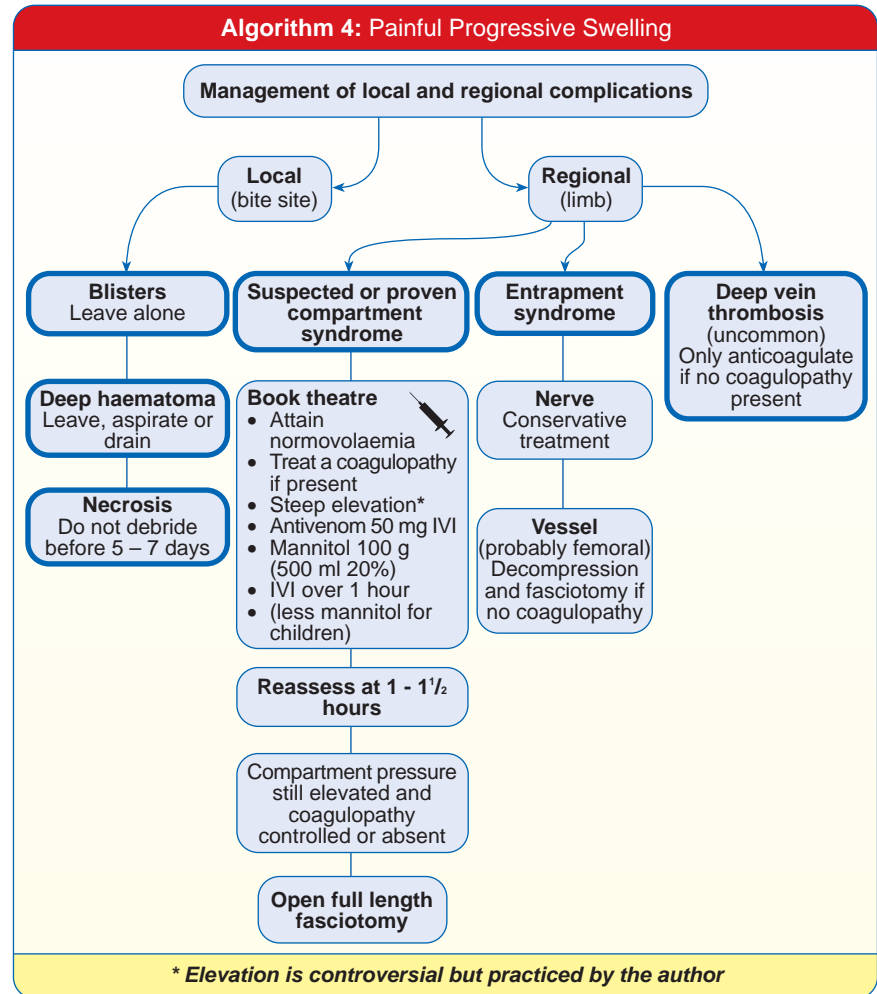 Algorithm 4: Painful Progressive Swelling
Management of local and regional complications
Local
(bite site)
Regional
(limb)
Blisters
Leave alone
Deep haematoma
Leave, aspirate or
drain
Necrosis
Do not debride
before 5 – 7 days
Suspected or proven
compartment
syndrome
Book theatre
• Attain
normovolaemia
• Treat a coagulopathy
if present
• Steep elevation*
• Antivenom 50 mg IVI
• Mannitol 100 g
(500 ml 20%)
• IVI over 1 hour
• (less mannitol for
children)
Reassess at 1 - 1¹/₂
hours
Compartment pressure
still elevated and
coagulopathy
controlled or absent
Open full length
fasciotomy
Entrapment
syndrome
Nerve
Conservative
treatment
Vessel
(probably femoral)
Decompression
and fasciotomy if
no coagulopathy
Deep vein
thrombosis
(uncommon)
Only anticoagulate
if no coagulopathy
present
* Elevation is controversial but practiced by the author